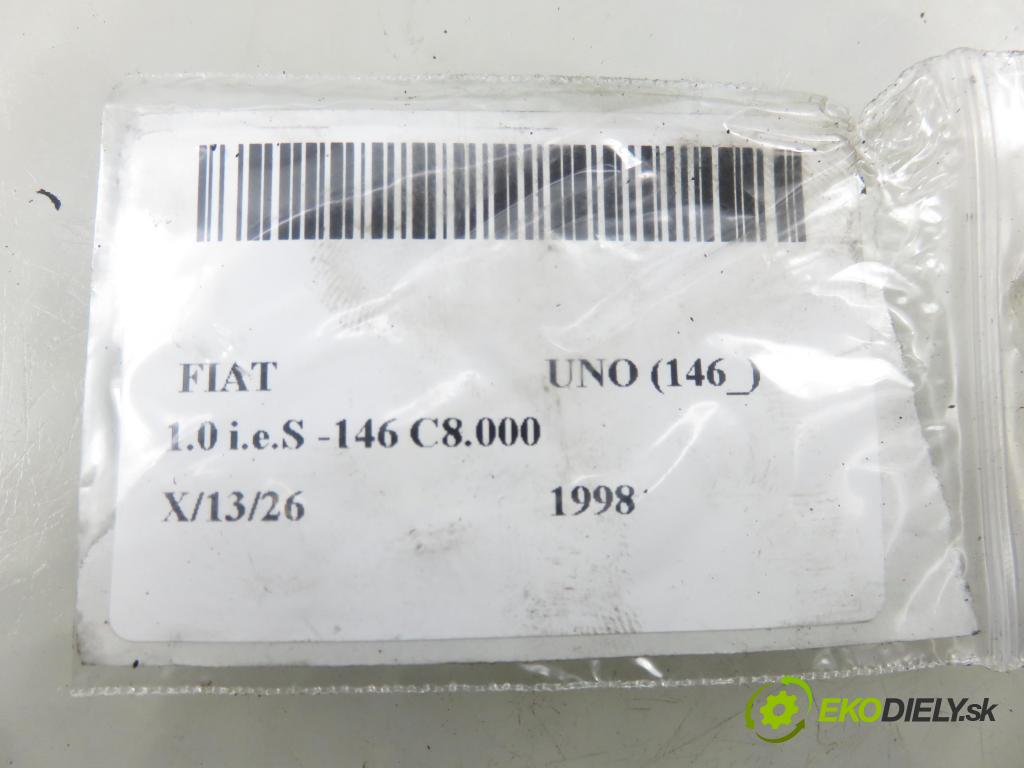 FIAT UNO (146_)
1.0 i.e.S -146 C8.000
X/13/26 1998
EKODIELY.sk